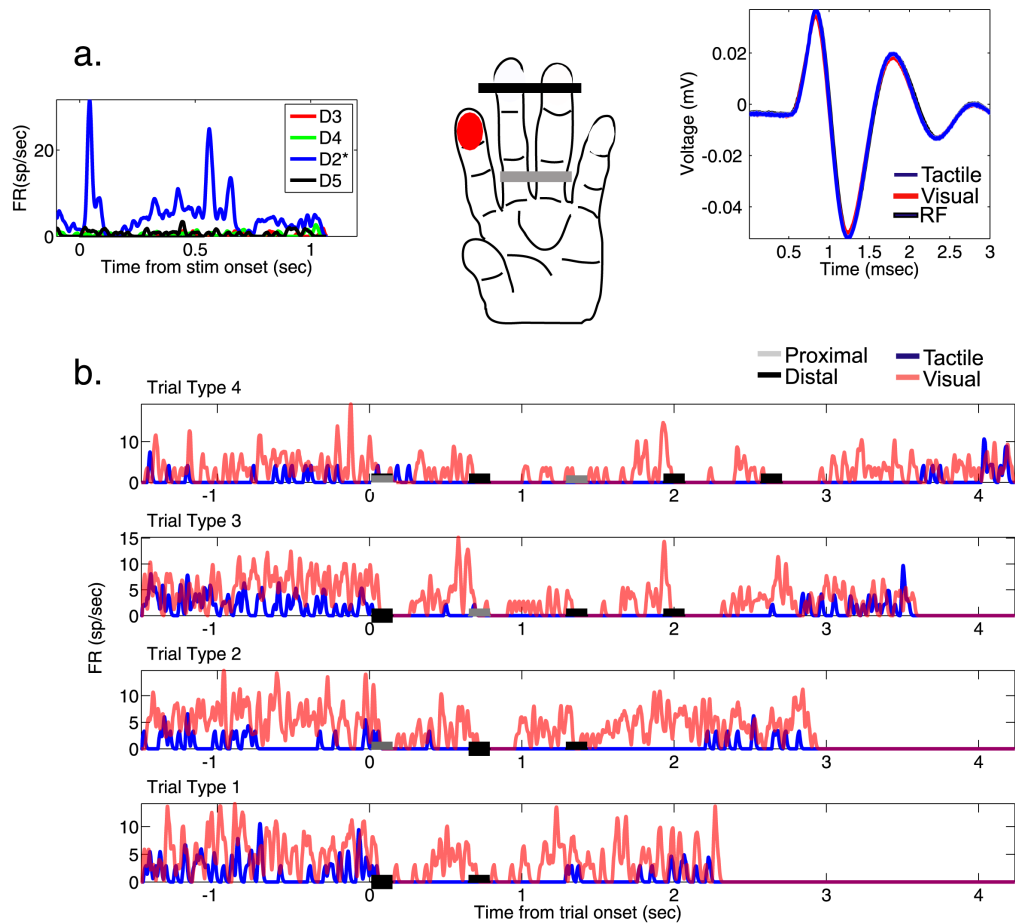 a.
FR(sp/sec)
20
0
D3
D4
D2*
D5
0 0.5 1
Time from stim onset (sec)
Voltage (mV)
0.02
0
-0.02
-0.04
Tactile
Visual
RF
0.5 1 1.5 2 2.5 3
Time (msec)
b.
Proximal
Distal
Tactile
Visual
FR (sp/sec)
Trial Type 4
10
0
-1 0 1 2 3 4
Trial Type 3
15
10
5
0
-1 0 1 2 3 4
Trial Type 2
10
5
0
-1 0 1 2 3 4
Trial Type 1
10
5
0
-1 0 1 2 3 4
Time from trial onset (sec)